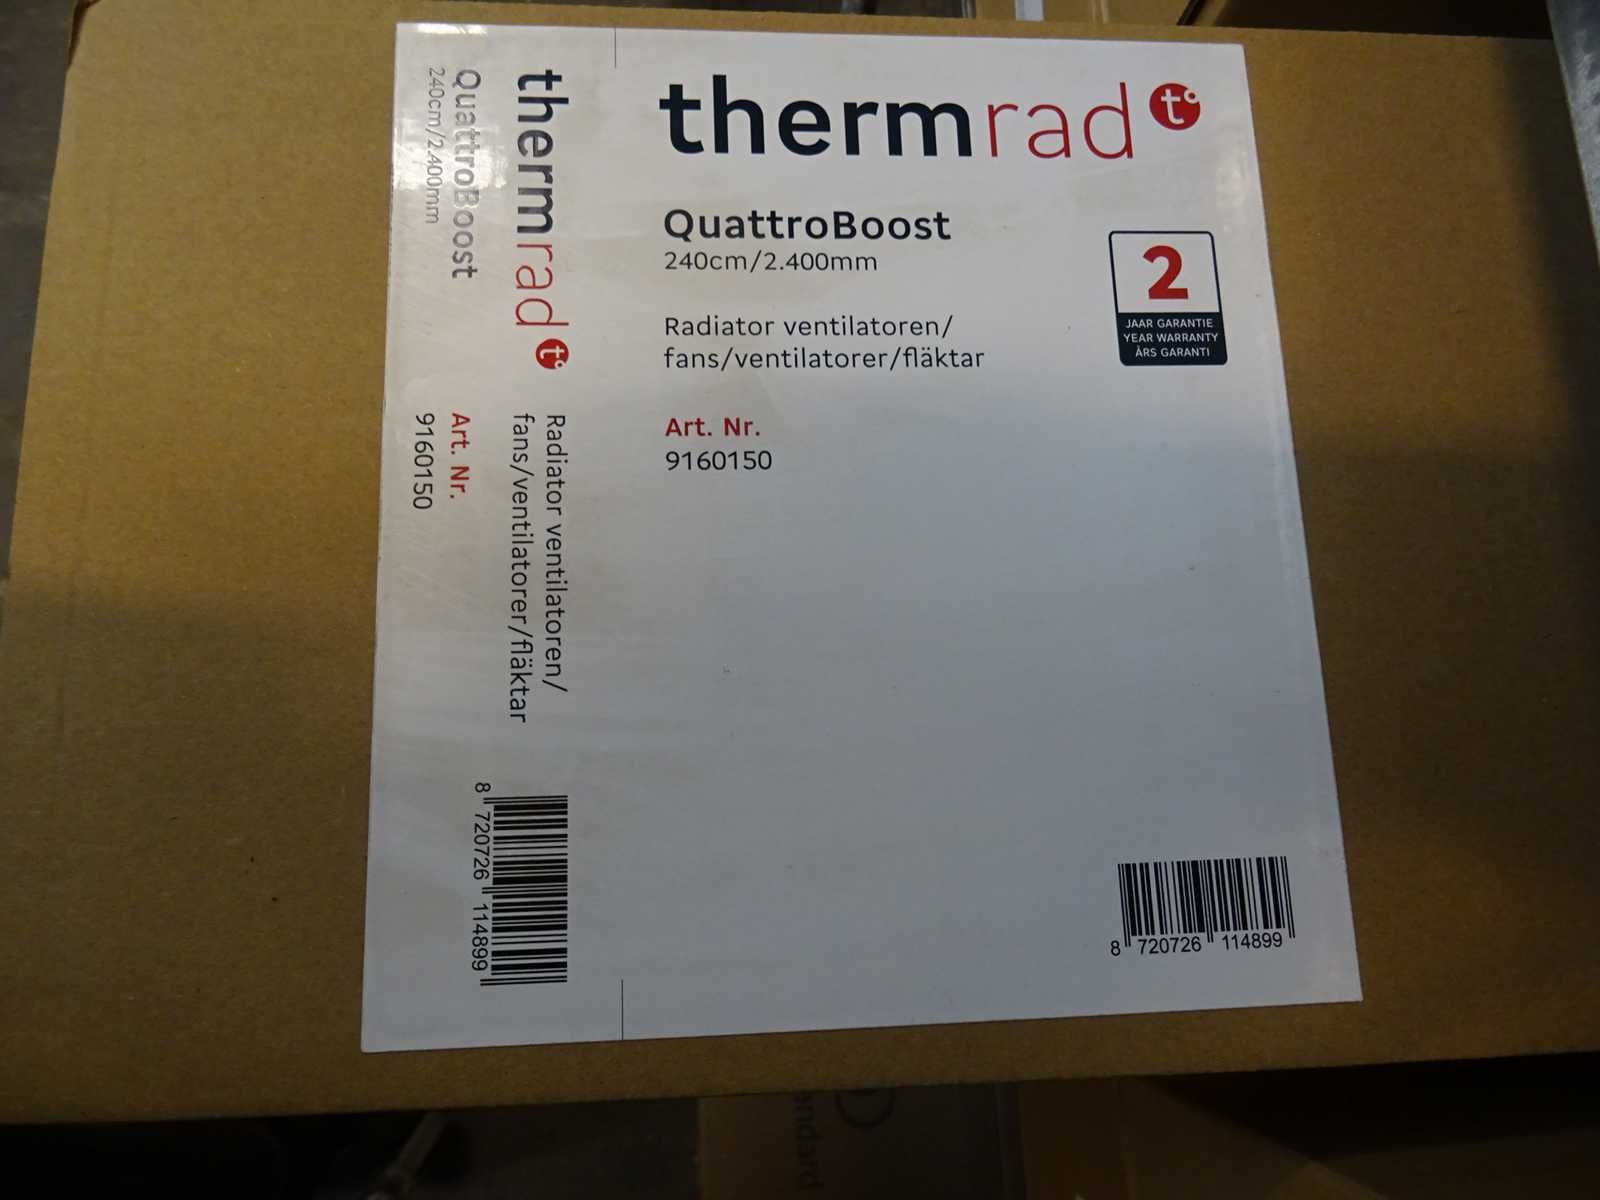 thermrad t°
QuattroBoost
240cm/2.400mm
Radiator ventilatoren/
fans/ventilatorer/fläktar
Art. Nr.
9160150
2
JAAR GARANTIE
YEAR WARRANTY
ÅRS GARANTI
8 720726 114899
thermrad t°
QuattroBoost
240cm/2.400mm
Radiator ventilatoren/
fans/ventilatorer/fläktar
Art. Nr.
9160150
8 720726 114899